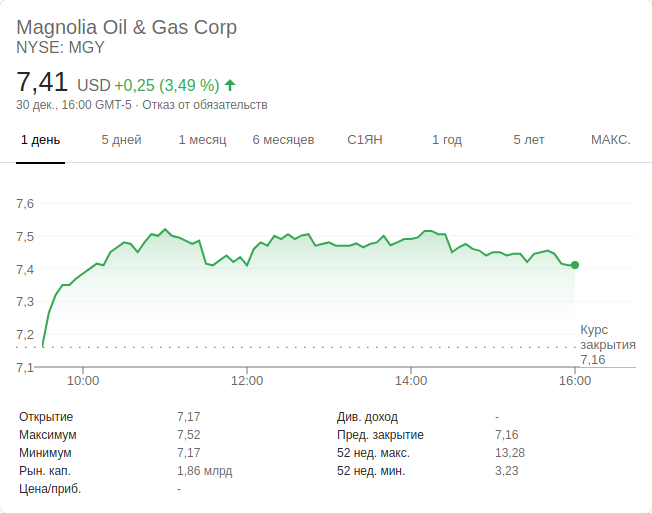 Magnolia Oil & Gas Corp
NYSE: MGY
7,41 USD +0,25 (3,49 %)
30 дек., 16:00 GMT-5 · Отказ от обязательств
1 день 5 дней 1 месяц 6 месяцев С1ЯН 1 год 5 лет МАКС.
7,6
7,5
7,4
7,3
7,2
7,1
Курс
закрытия
7,16
10:00 12:00 14:00 16:00
Открытие 7,17 Див. доход -
Максимум 7,52 Пред. закрытие 7,16
Минимум 7,17 52 нед. макс. 13,28
Рын. кап. 1,86 млрд 52 нед. мин. 3,23
Цена/приб. -